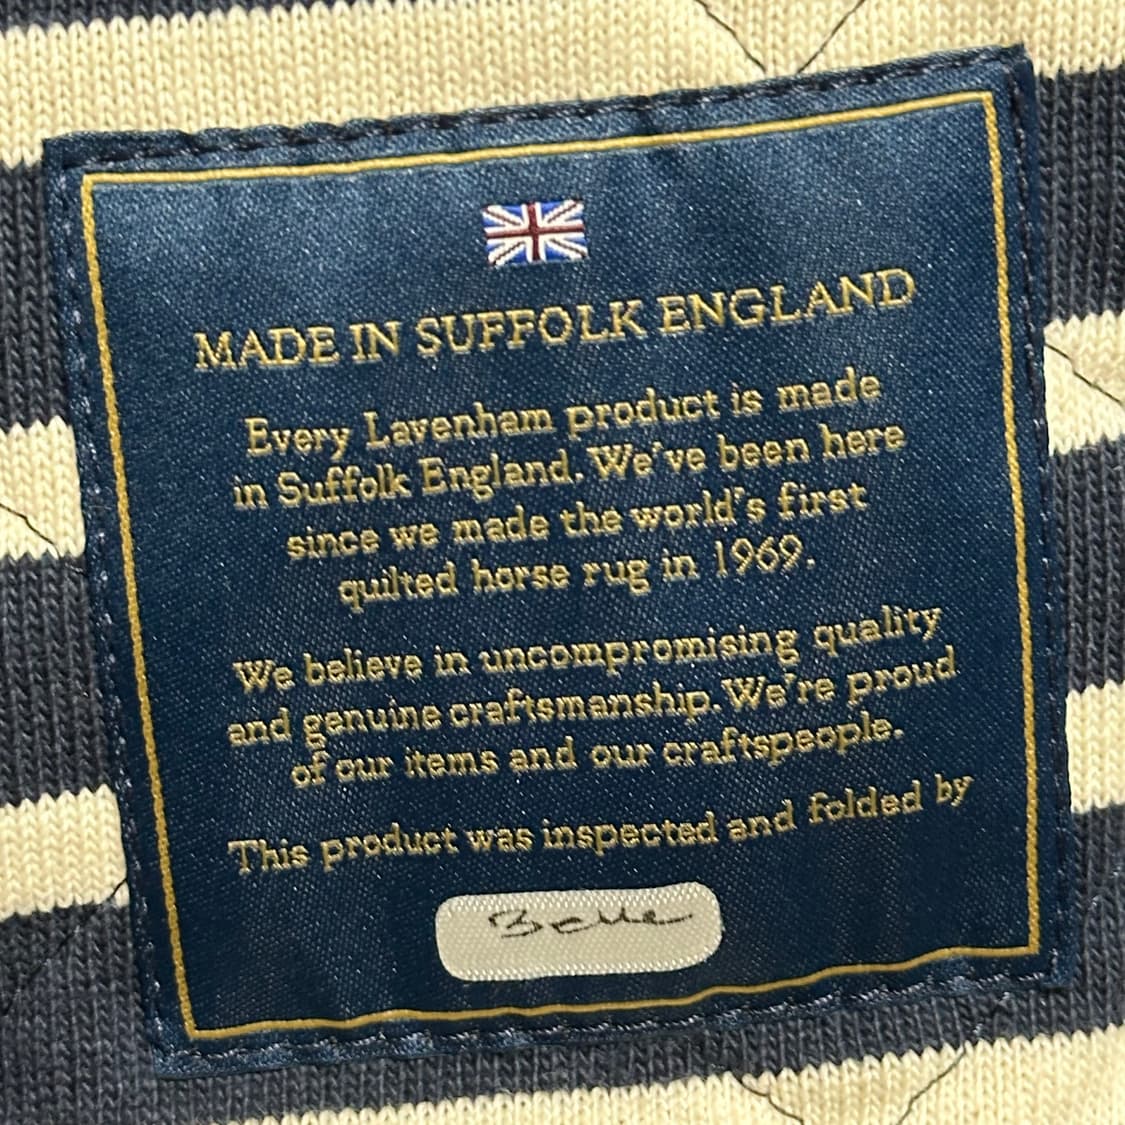 MADE IN SUFFOLK ENGLAND
Every Lavenham product is made
in Suffolk England. We've been here
since we made the world's first
quilted horse rug in 1969.
We believe in uncompromising quality
and genuine craftsmanship. We're proud
of our items and our craftspeople.
This product was inspected and folded by
Belle